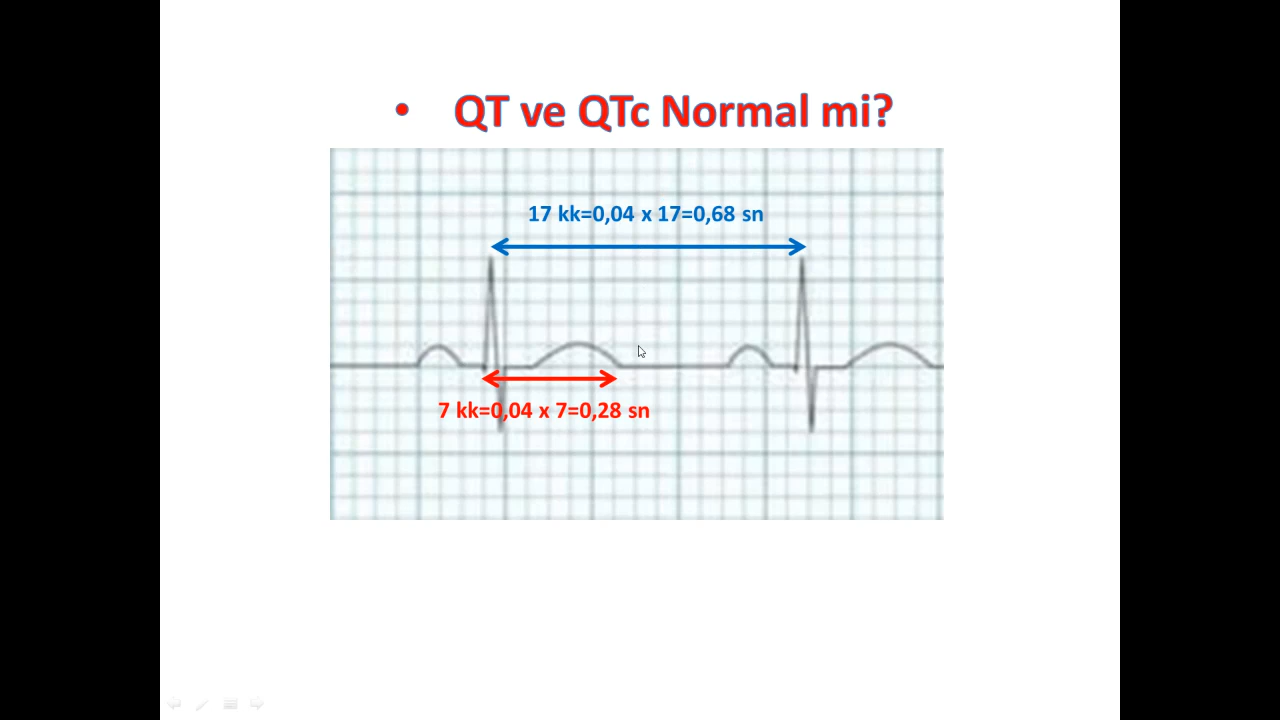 • QT ve QTc Normal mi?
17 kk=0,04 x 17=0,68 sn
7 kk=0,04 x 7=0,28 sn